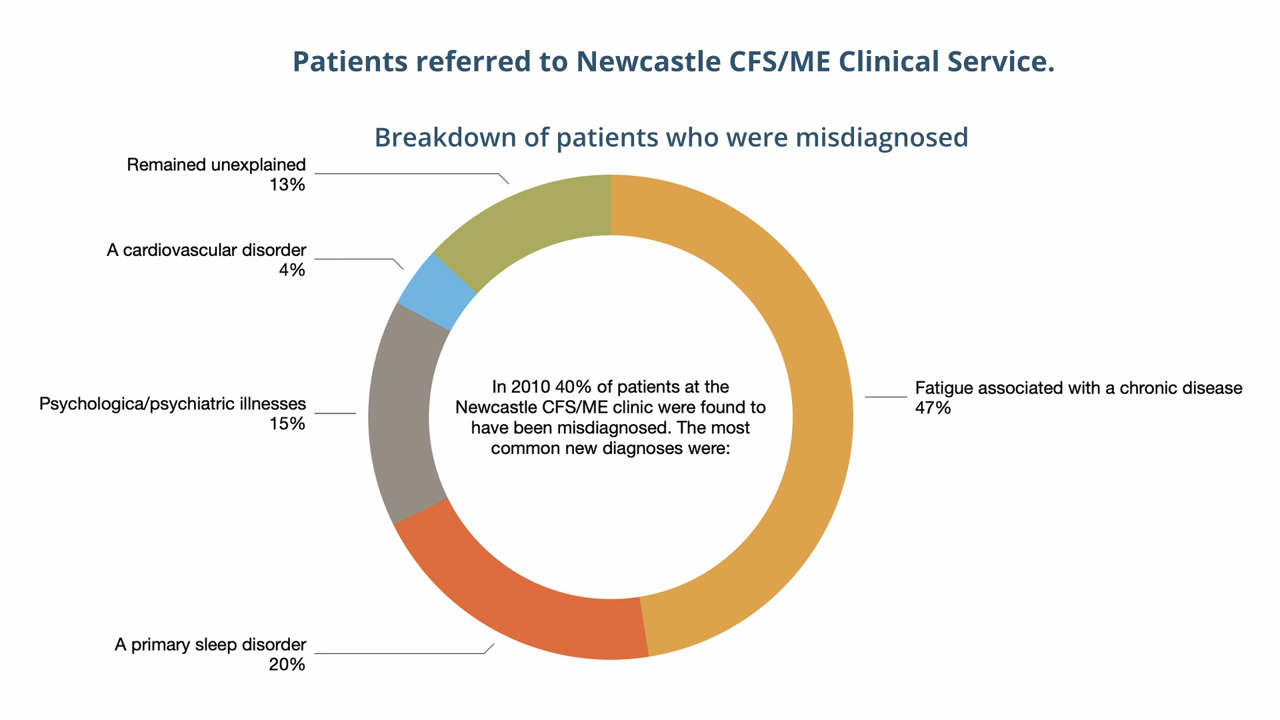 Patients referred to Newcastle CFS/ME Clinical Service.
Breakdown of patients who were misdiagnosed
Remained unexplained
13%
A cardiovascular disorder
4%
Psychologica/psychiatric illnesses
15%
A primary sleep disorder
20%
In 2010 40% of patients at the
Newcastle CFS/ME clinic were found to
have been misdiagnosed. The most
common new diagnoses were:
Fatigue associated with a chronic disease
47%